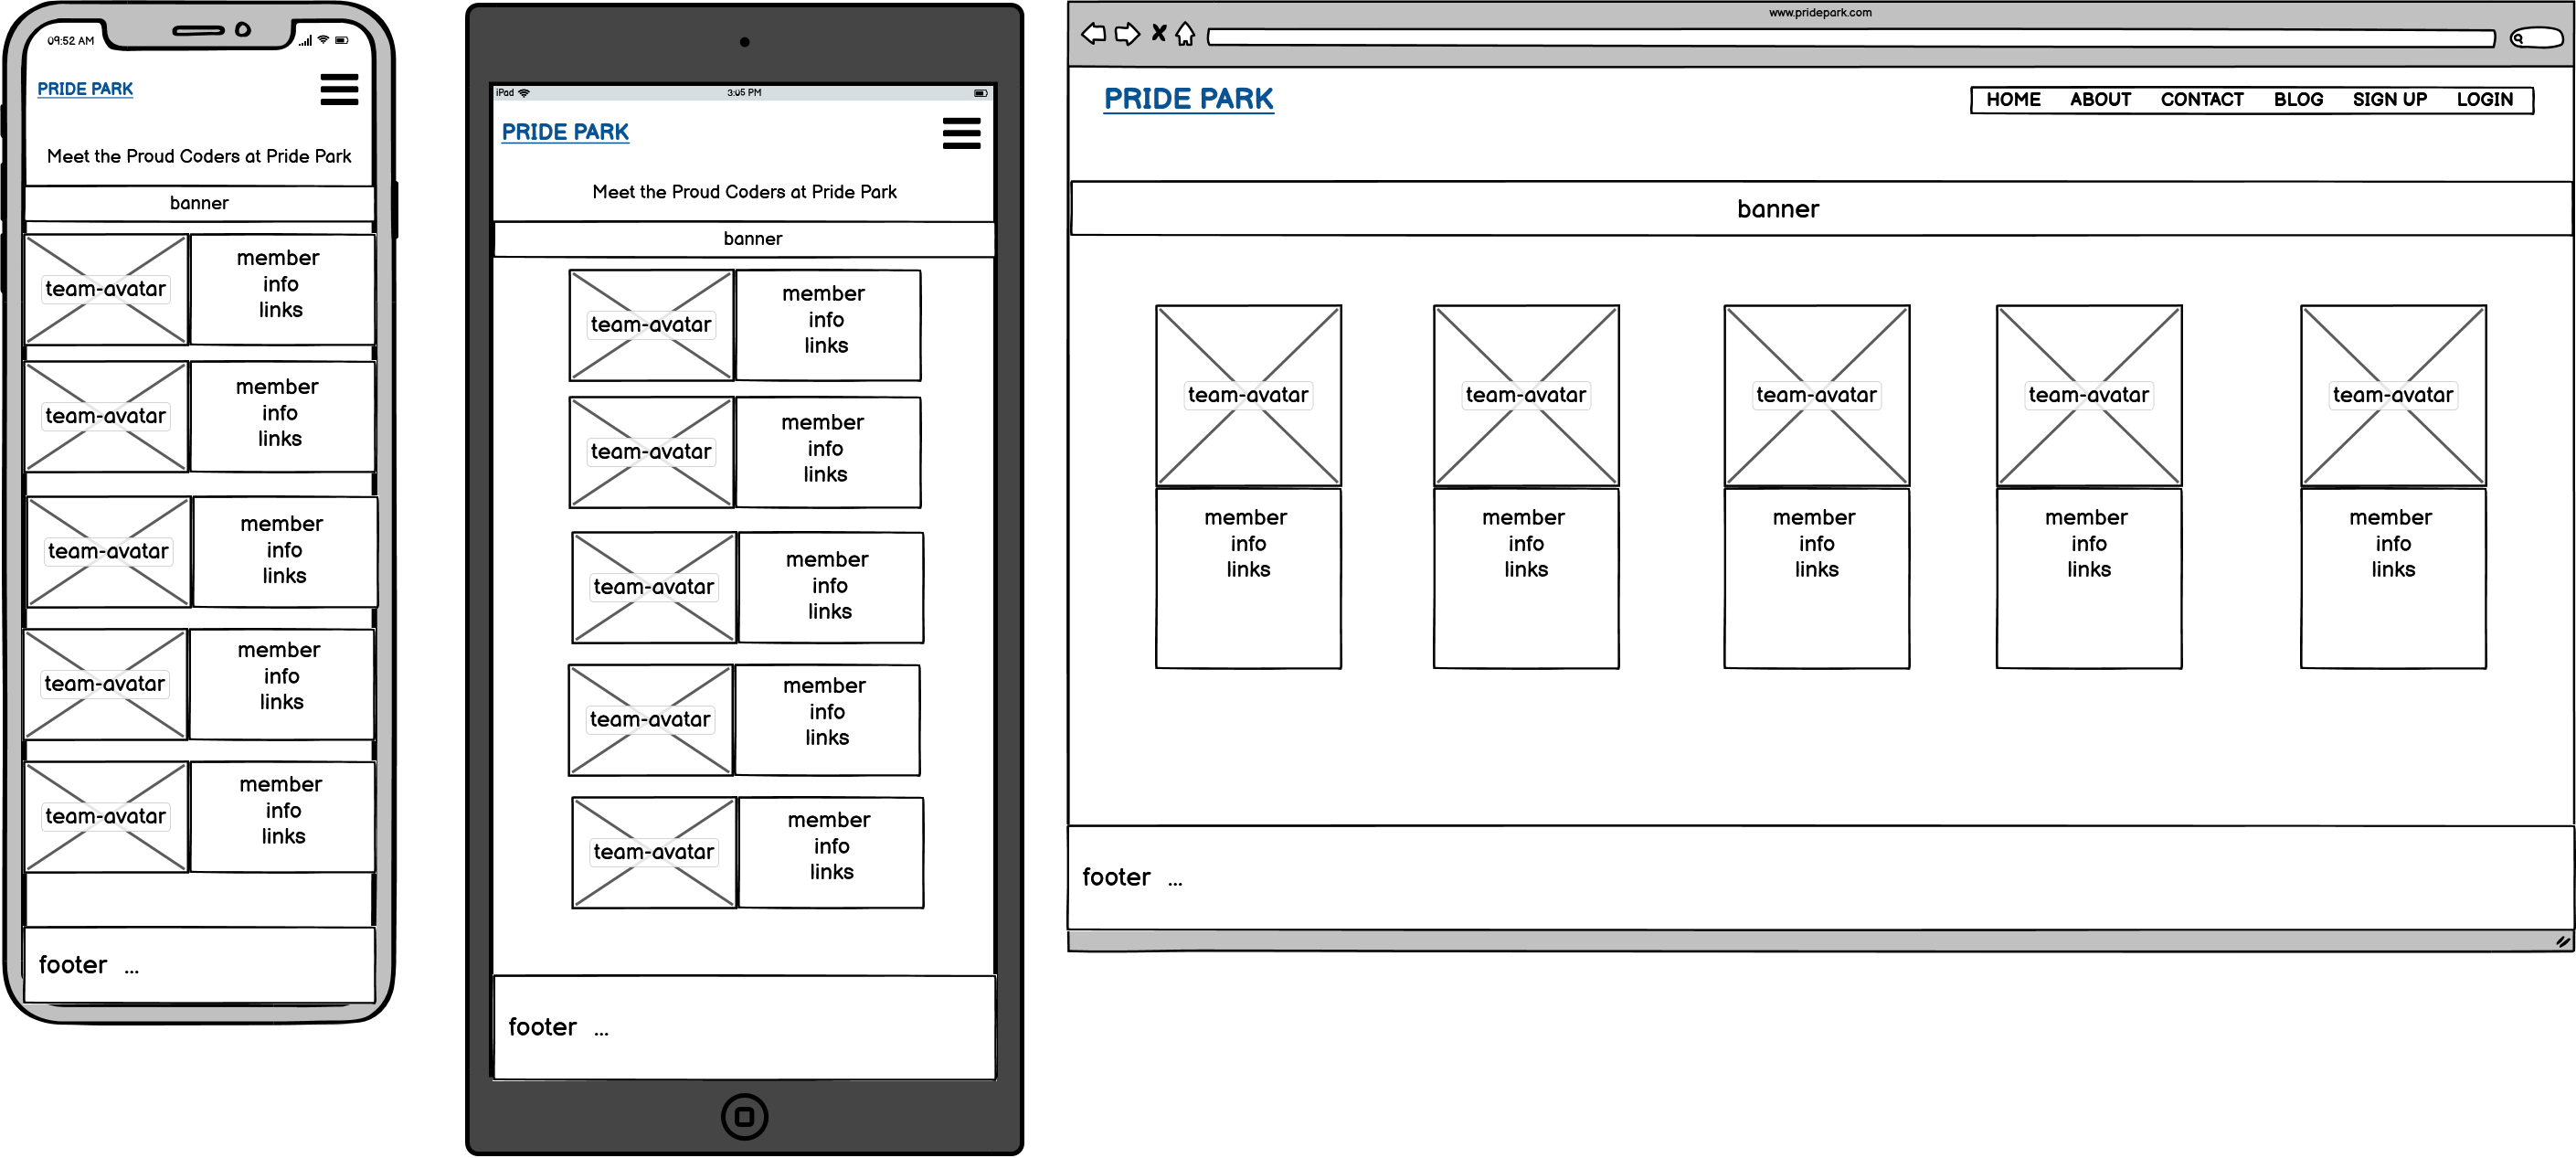 09:52 AM
PRIDE PARK
Meet the Proud Coders at Pride Park
banner
team-avatar
member
info
links
team-avatar
member
info
links
team-avatar
member
info
links
team-avatar
member
info
links
team-avatar
member
info
links
footer ...
iPad
3:05 PM
PRIDE PARK
Meet the Proud Coders at Pride Park
banner
team-avatar
member
info
links
team-avatar
member
info
links
team-avatar
member
info
links
team-avatar
member
info
links
team-avatar
member
info
links
footer ...
www.pridepark.com
PRIDE PARK
HOME ABOUT CONTACT BLOG SIGN UP LOGIN
banner
team-avatar team-avatar team-avatar team-avatar team-avatar
member member member member member
info info info info info
links links links links links
footer ...